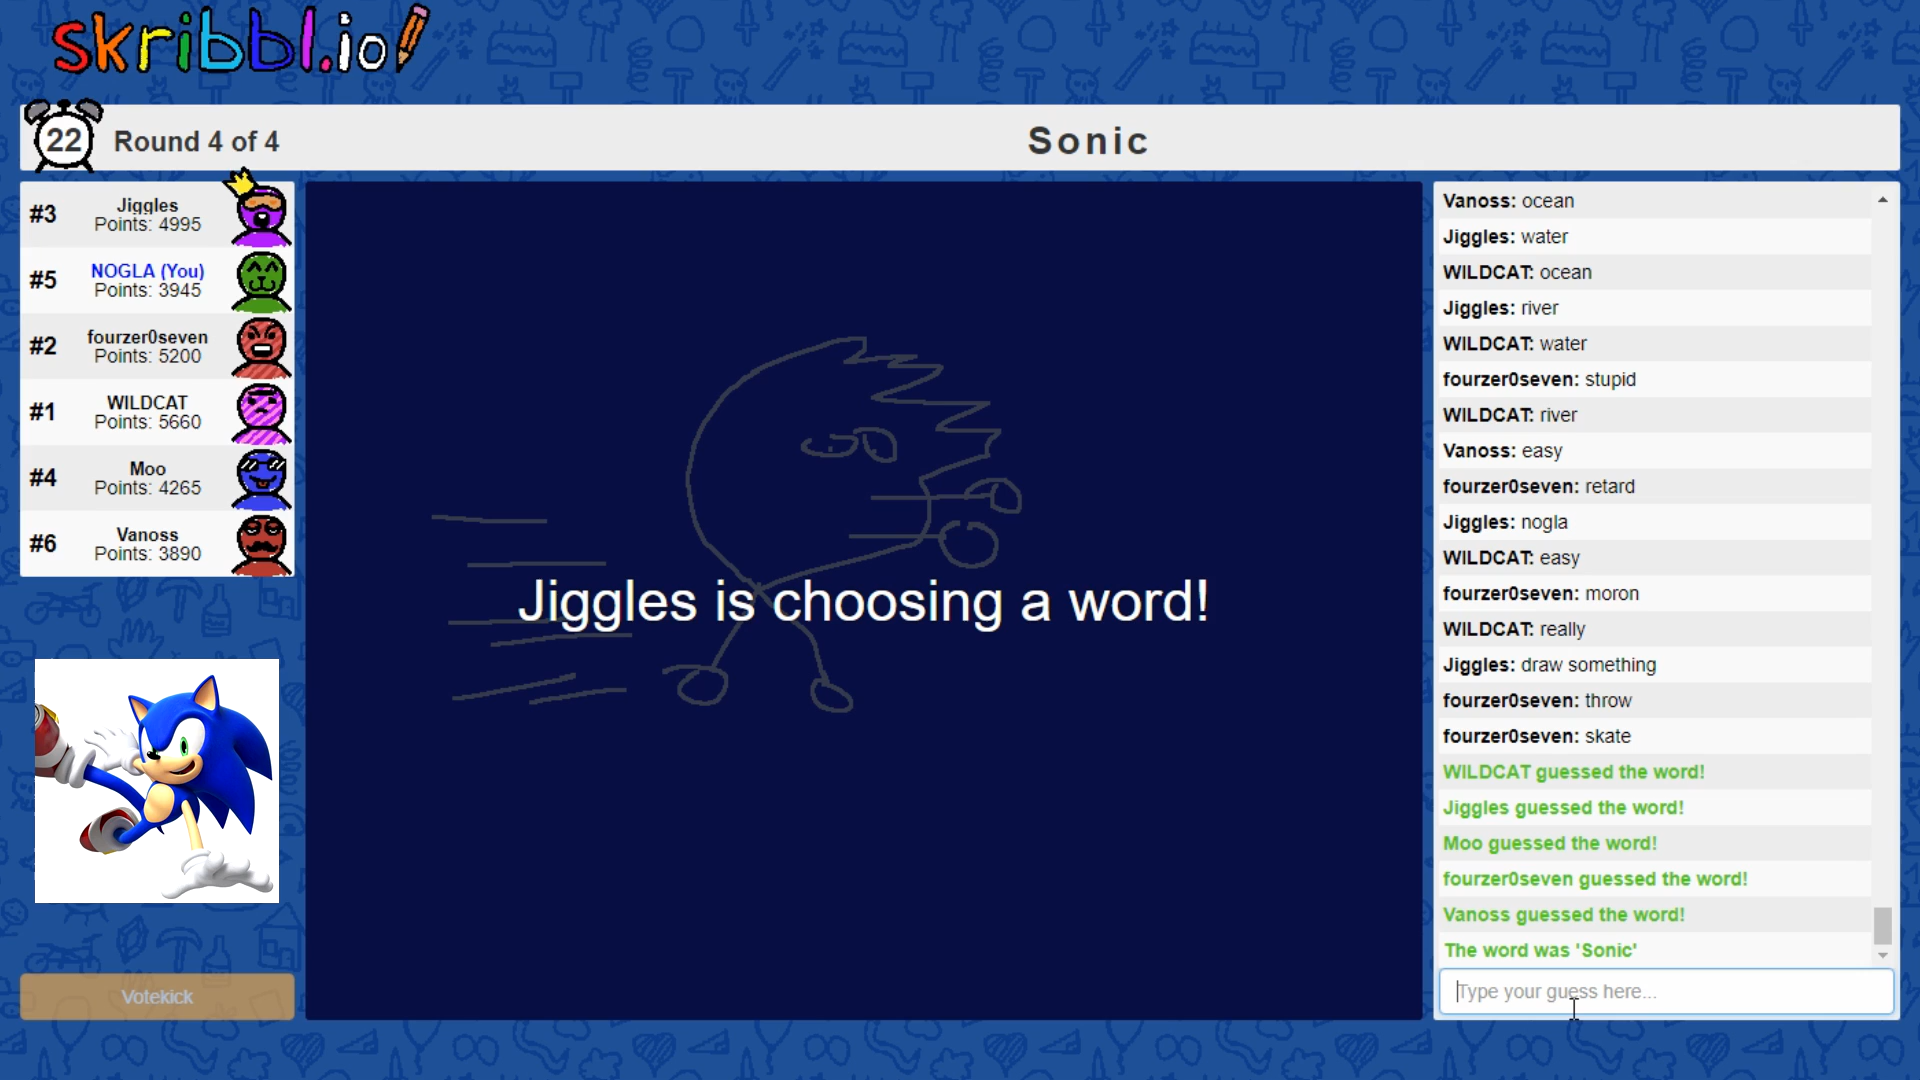 skribbl.io
22
Round 4 of 4
Sonic
#3
Jiggles
Points: 4995
#5
NOGLA (You)
Points: 3945
#2
fourzer0seven
Points: 5200
#1
WILDCAT
Points: 5660
#4
Moo
Points: 4265
#6
Vanoss
Points: 3890
Votekick
Jiggles is choosing a word!
Vanoss: ocean
Jiggles: water
WILDCAT: ocean
Jiggles: river
WILDCAT: water
fourzer0seven: stupid
WILDCAT: river
Vanoss: easy
fourzer0seven: retard
Jiggles: nogla
WILDCAT: easy
fourzer0seven: moron
WILDCAT: really
Jiggles: draw something
fourzer0seven: throw
fourzer0seven: skate
WILDCAT guessed the word!
Jiggles guessed the word!
Moo guessed the word!
fourzer0seven guessed the word!
Vanoss guessed the word!
The word was 'Sonic'
Type your guess here...